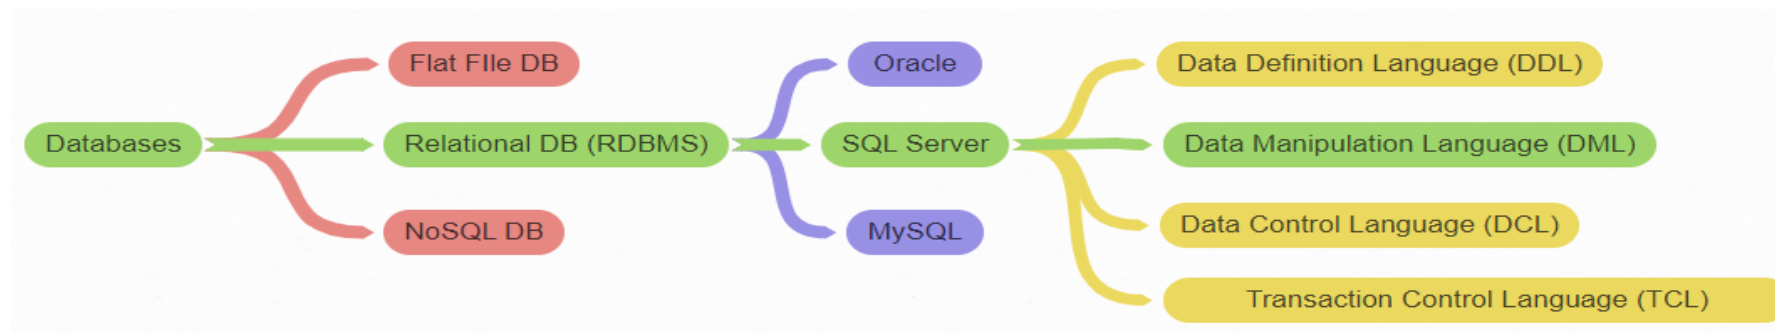 Databases
Flat FIle DB
Relational DB (RDBMS)
NoSQL DB
Oracle
SQL Server
MySQL
Data Definition Language (DDL)
Data Manipulation Language (DML)
Data Control Language (DCL)
Transaction Control Language (TCL)